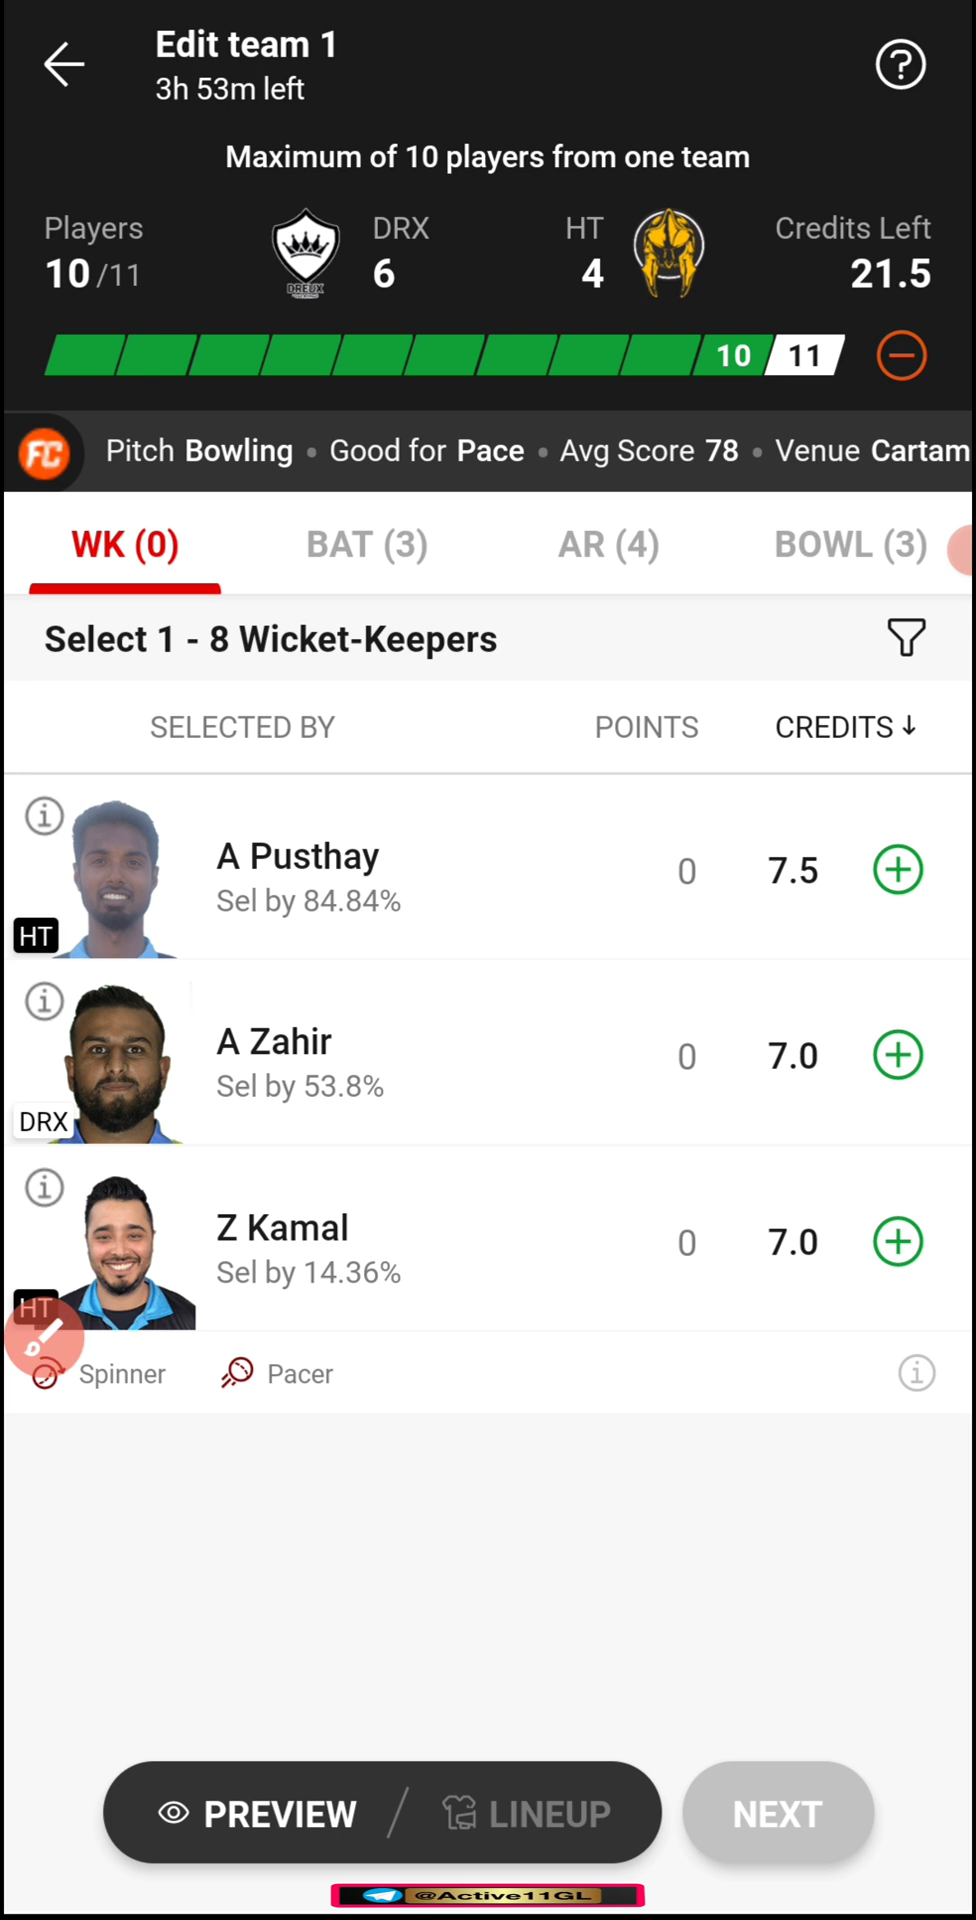 Edit team 1
3h 53m left
Maximum of 10 players from one team
Players
10/11
DREUX
DRX
6
HT
4
Credits Left
21.5
10
11
FC
Pitch Bowling • Good for Pace • Avg Score 78 • Venue Cartam
WK (0)
BAT (3)
AR (4)
BOWL (3)
Select 1 - 8 Wicket-Keepers
SELECTED BY
POINTS
CREDITS ↓
A Pusthay
Sel by 84.84%
HT
0
7.5
A Zahir
Sel by 53.8%
DRX
0
7.0
Z Kamal
Sel by 14.36%
HT
0
7.0
Spinner
Pacer
PREVIEW / LINEUP
NEXT
@Active11GL